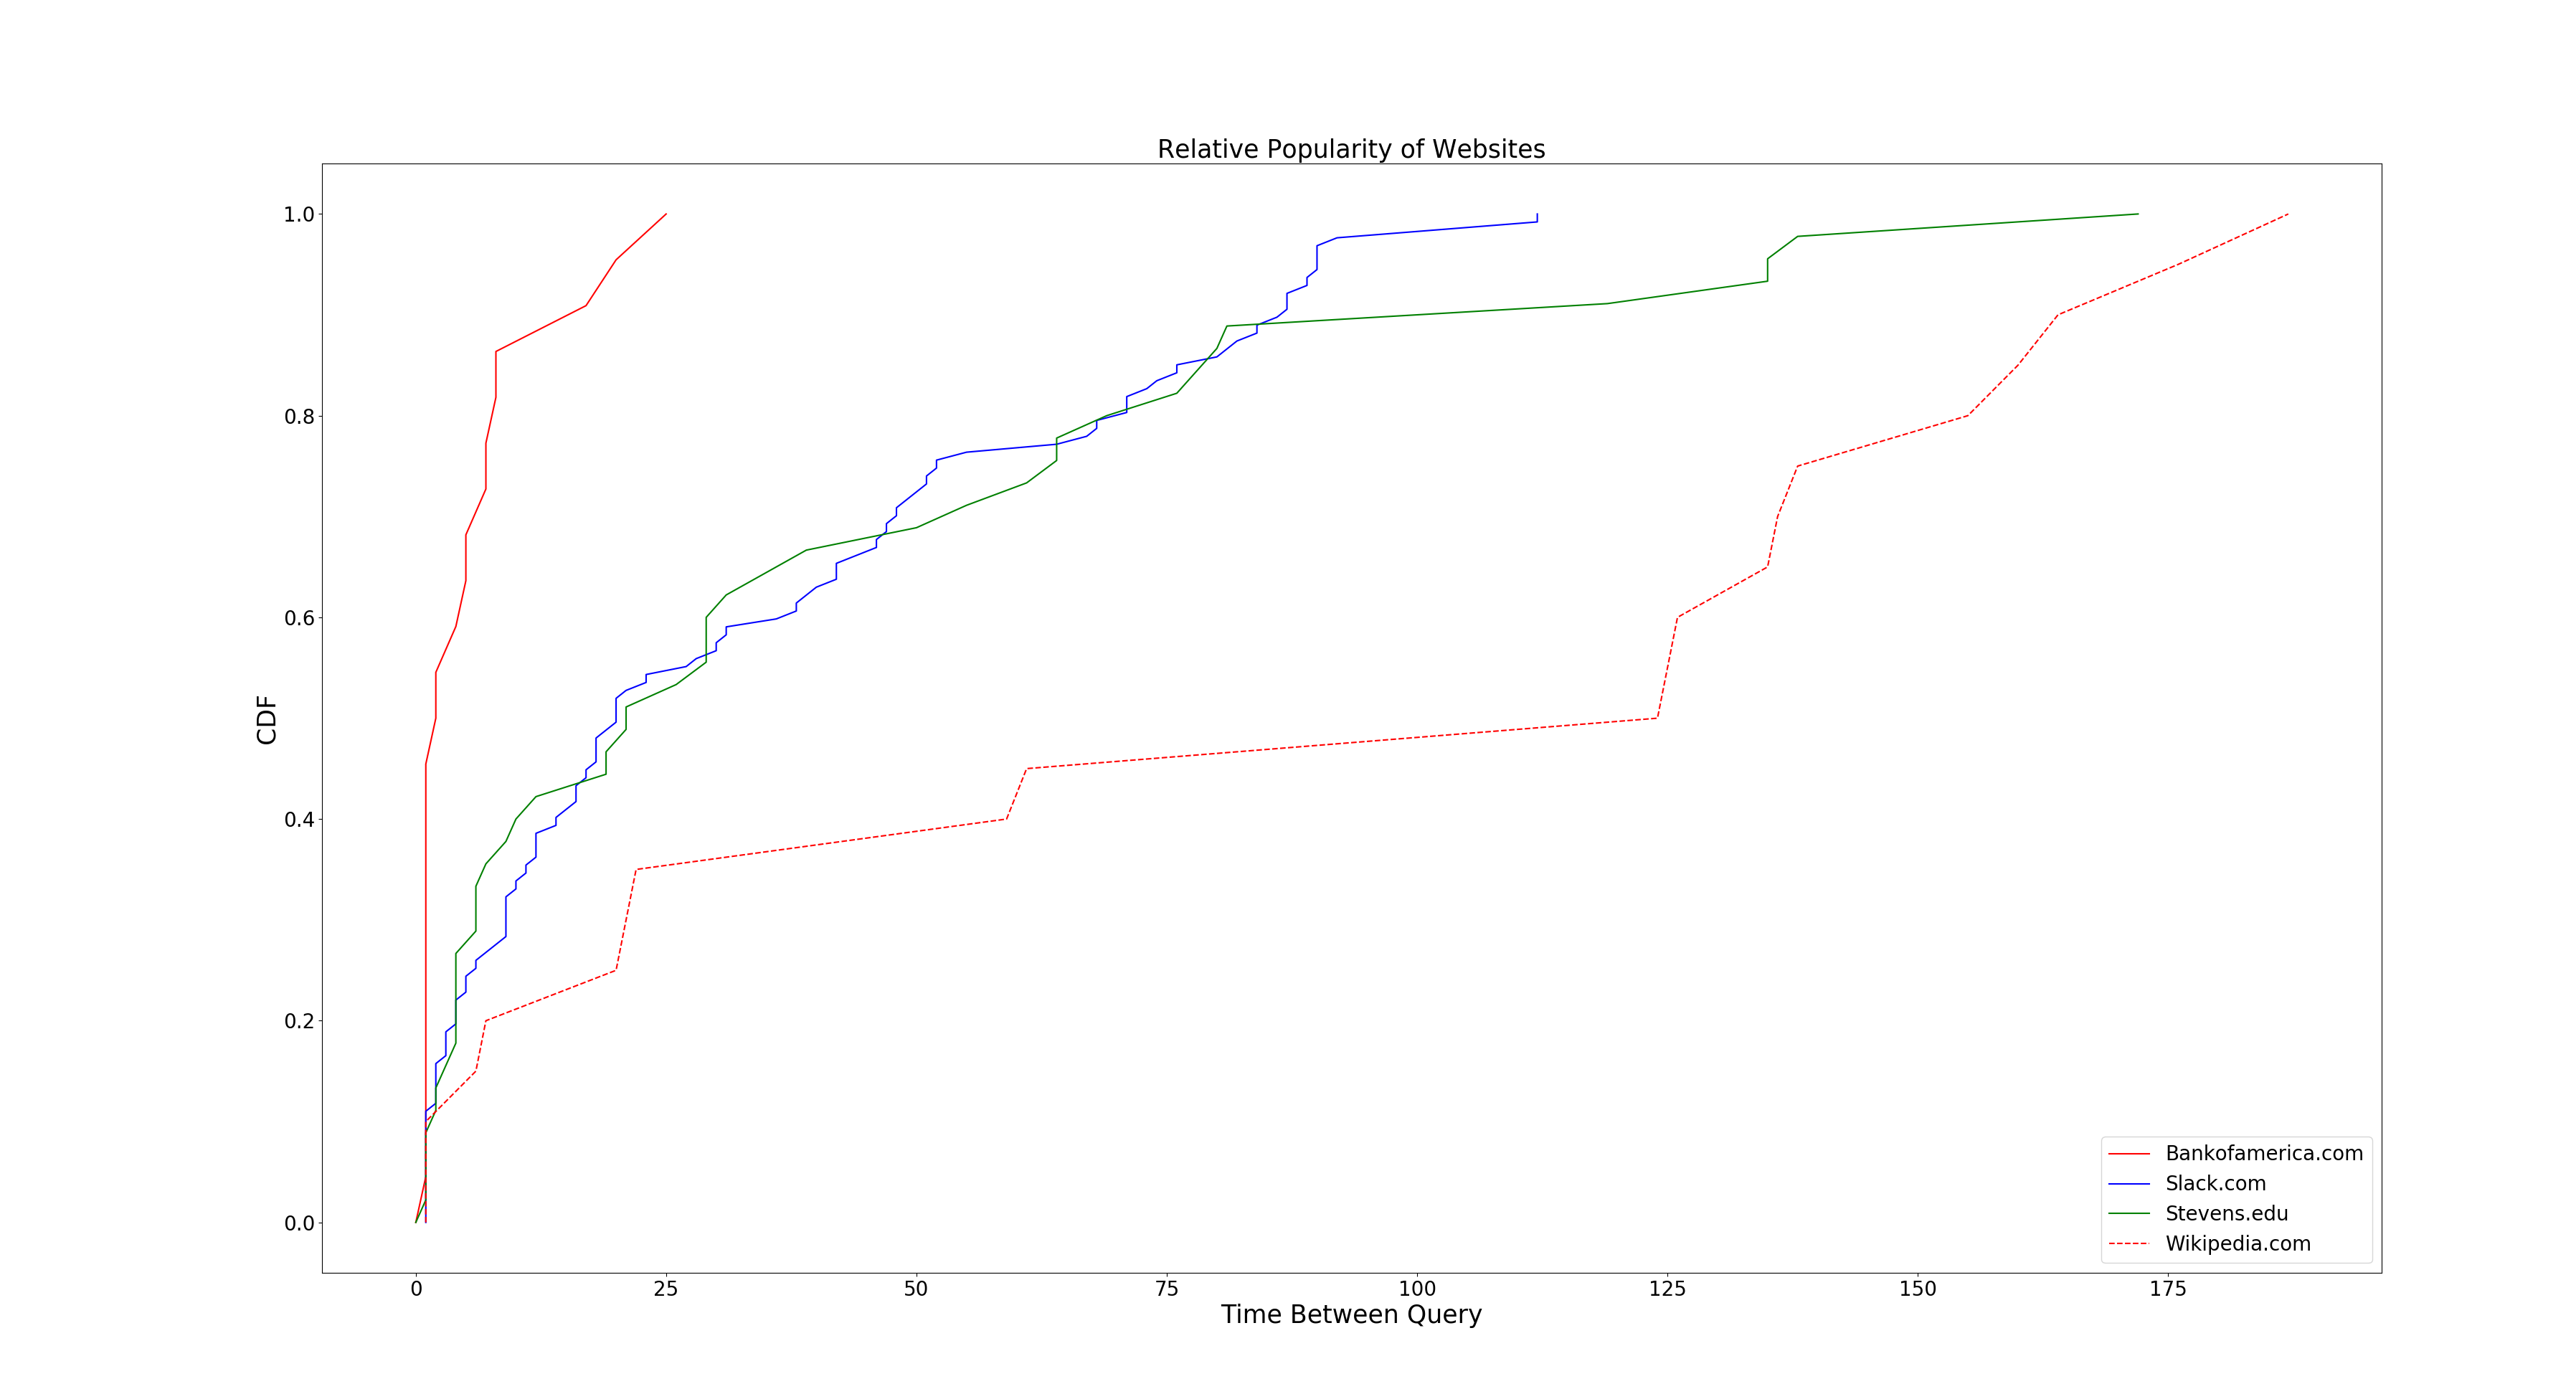 Relative Popularity of Websites
1.0
0.8
0.6
0.4
0.2
0.0
CDF
0 25 50 75 100 125 150 175
Time Between Query
Bankofamerica.com
Slack.com
Stevens.edu
Wikipedia.com